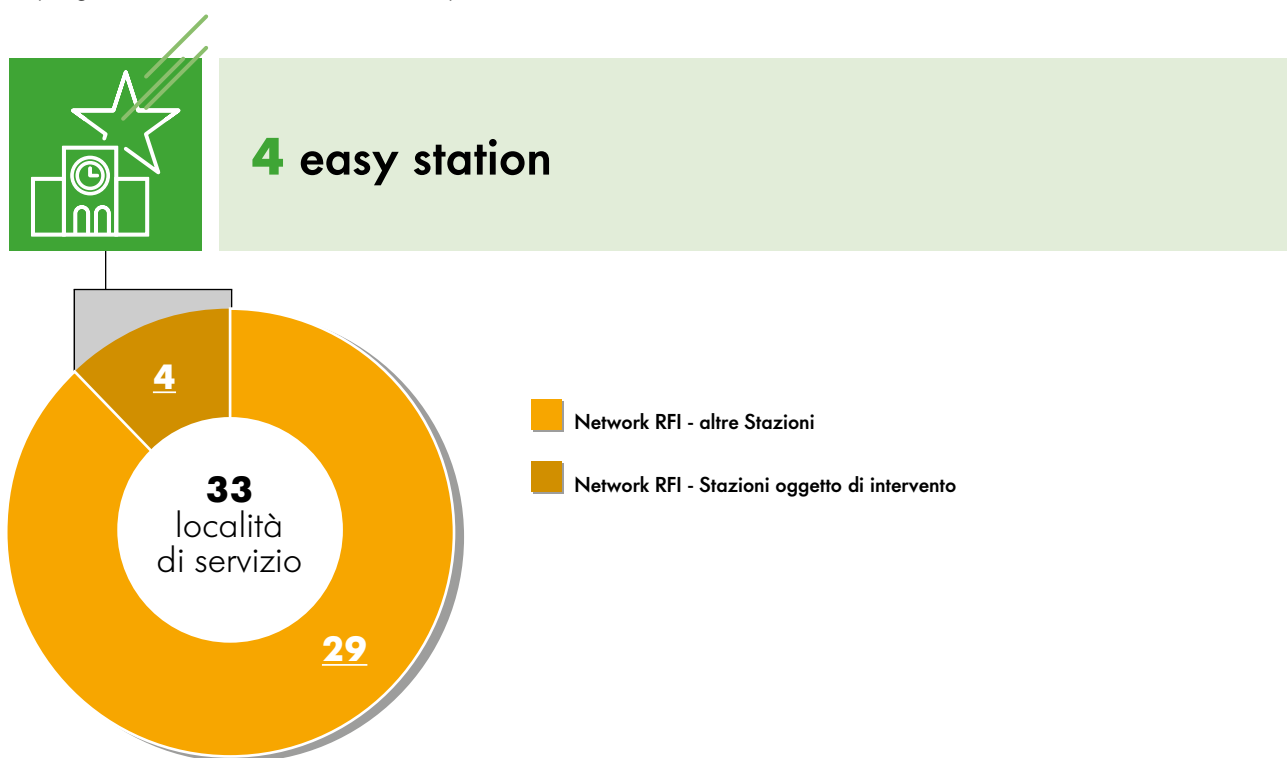 4 easy station
4
33
località
di servizio
29
Network RFI - altre Stazioni
Network RFI - Stazioni oggetto di intervento